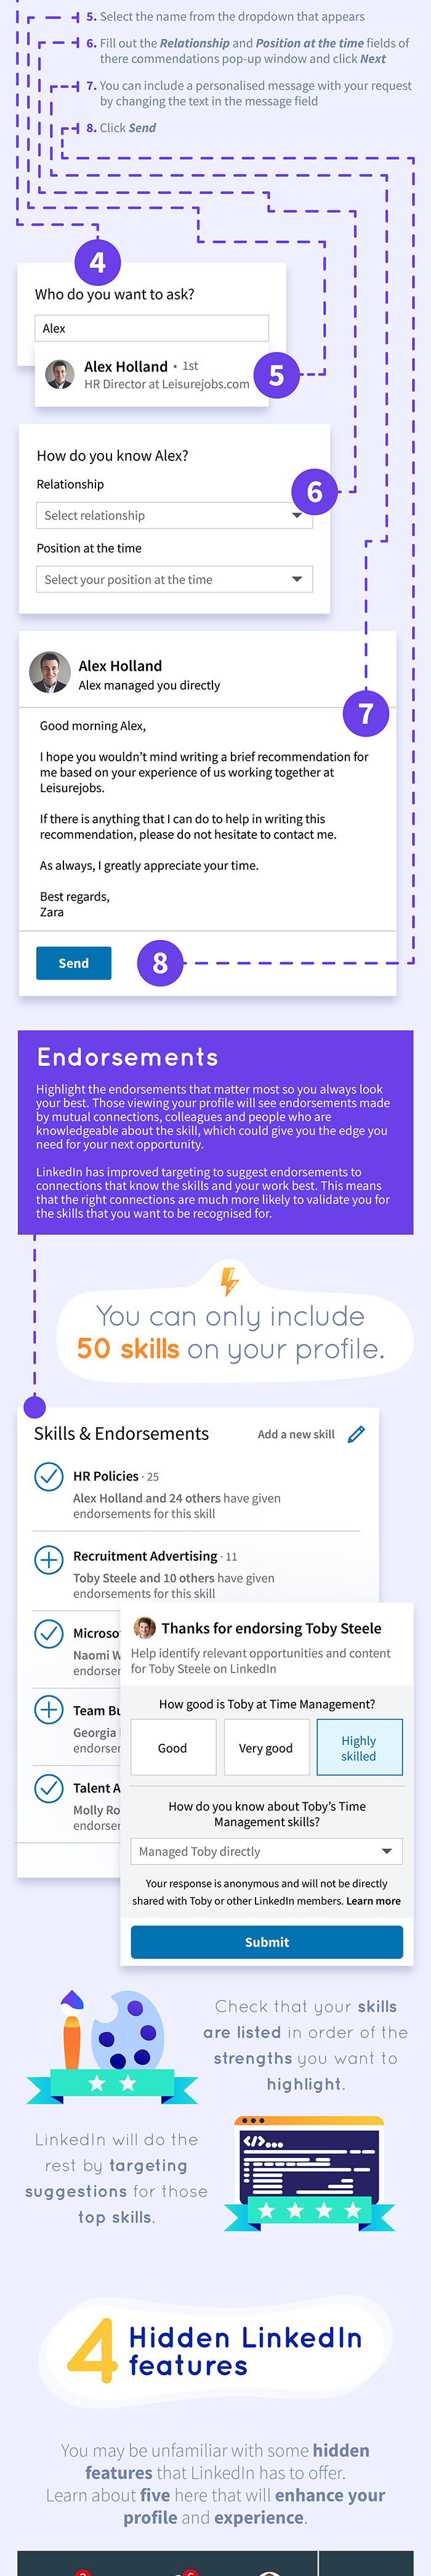 5. Select the name from the dropdown that appears
6. Fill out the Relationship and Position at the time fields of
there commendations pop-up window and click Next
7. You can include a personalised message with your request
by changing the text in the message field
8. Click Send
4
Who do you want to ask?
Alex
Alex Holland • 1st
HR Director at Leisurejobs.com
5
How do you know Alex?
Relationship
6
Select relationship
Position at the time
Select your position at the time
Alex Holland
Alex managed you directly
7
Good morning Alex,
I hope you wouldn't mind writing a brief recommendation for
me based on your experience of us working together at
Leisurejobs.
If there is anything that I can do to help in writing this
recommendation, please do not hesitate to contact me.
As always, I greatly appreciate your time.
Best regards,
Zara
Send
8
Endorsements
Highlight the endorsements that matter most so you always look
your best. Those viewing your profile will see endorsements made
by mutual connections, colleagues and people who are
knowledgeable about the skill, which could give you the edge you
need for your next opportunity.
LinkedIn has improved targeting to suggest endorsements to
connections that know the skills and your work best. This means
that the right connections are much more likely to validate you for
the skills that you want to be recognised for.
You can only include
50 skills on your profile.
Skills & Endorsements
Add a new skill
HR Policies · 25
Alex Holland and 24 others have given
endorsements for this skill
Recruitment Advertising · 11
Toby Steele and 10 others have given
endorsements for this skill
Microso
Naomi W
endorser
Team Bu
Georgia
endorser
Talent A
Molly Ro
endorser
Thanks for endorsing Toby Steele
Help identify relevant opportunities and content
for Toby Steele on LinkedIn
How good is Toby at Time Management?
Good
Very good
Highly
skilled
How do you know about Toby's Time
Management skills?
Managed Toby directly
Your response is anonymous and will not be directly
shared with Toby or other LinkedIn members. Learn more
Submit
Check that your skills
are listed in order of the
strengths you want to
highlight.
LinkedIn will do the
rest by targeting
suggestions for those
top skills.
</>...
4 Hidden LinkedIn
features
You may be unfamiliar with some hidden
features that LinkedIn has to offer.
Learn about five here that will enhance your
profile and experience.